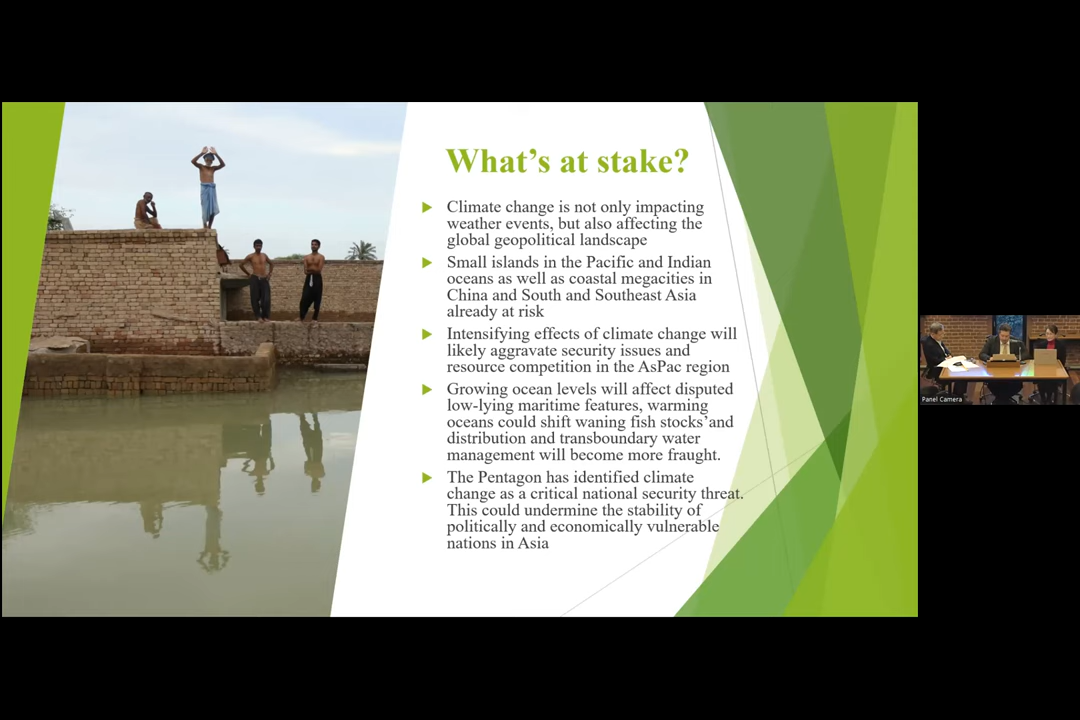 What's at stake?
Climate change is not only impacting
weather events, but also affecting the
global geopolitical landscape
Small islands in the Pacific and Indian
oceans as well as coastal megacities in
China and South and Southeast Asia
already at risk
Intensifying effects of climate change will
likely aggravate security issues and
resource competition in the AsPac region
Growing ocean levels will affect disputed
low-lying maritime features, warming
oceans could shift waning fish stocks'and
distribution and transboundary water
management will become more fraught.
The Pentagon has identified climate
change as a critical national security threat.
This could undermine the stability of
politically and economically vulnerable
nations in Asia
Panel Camera